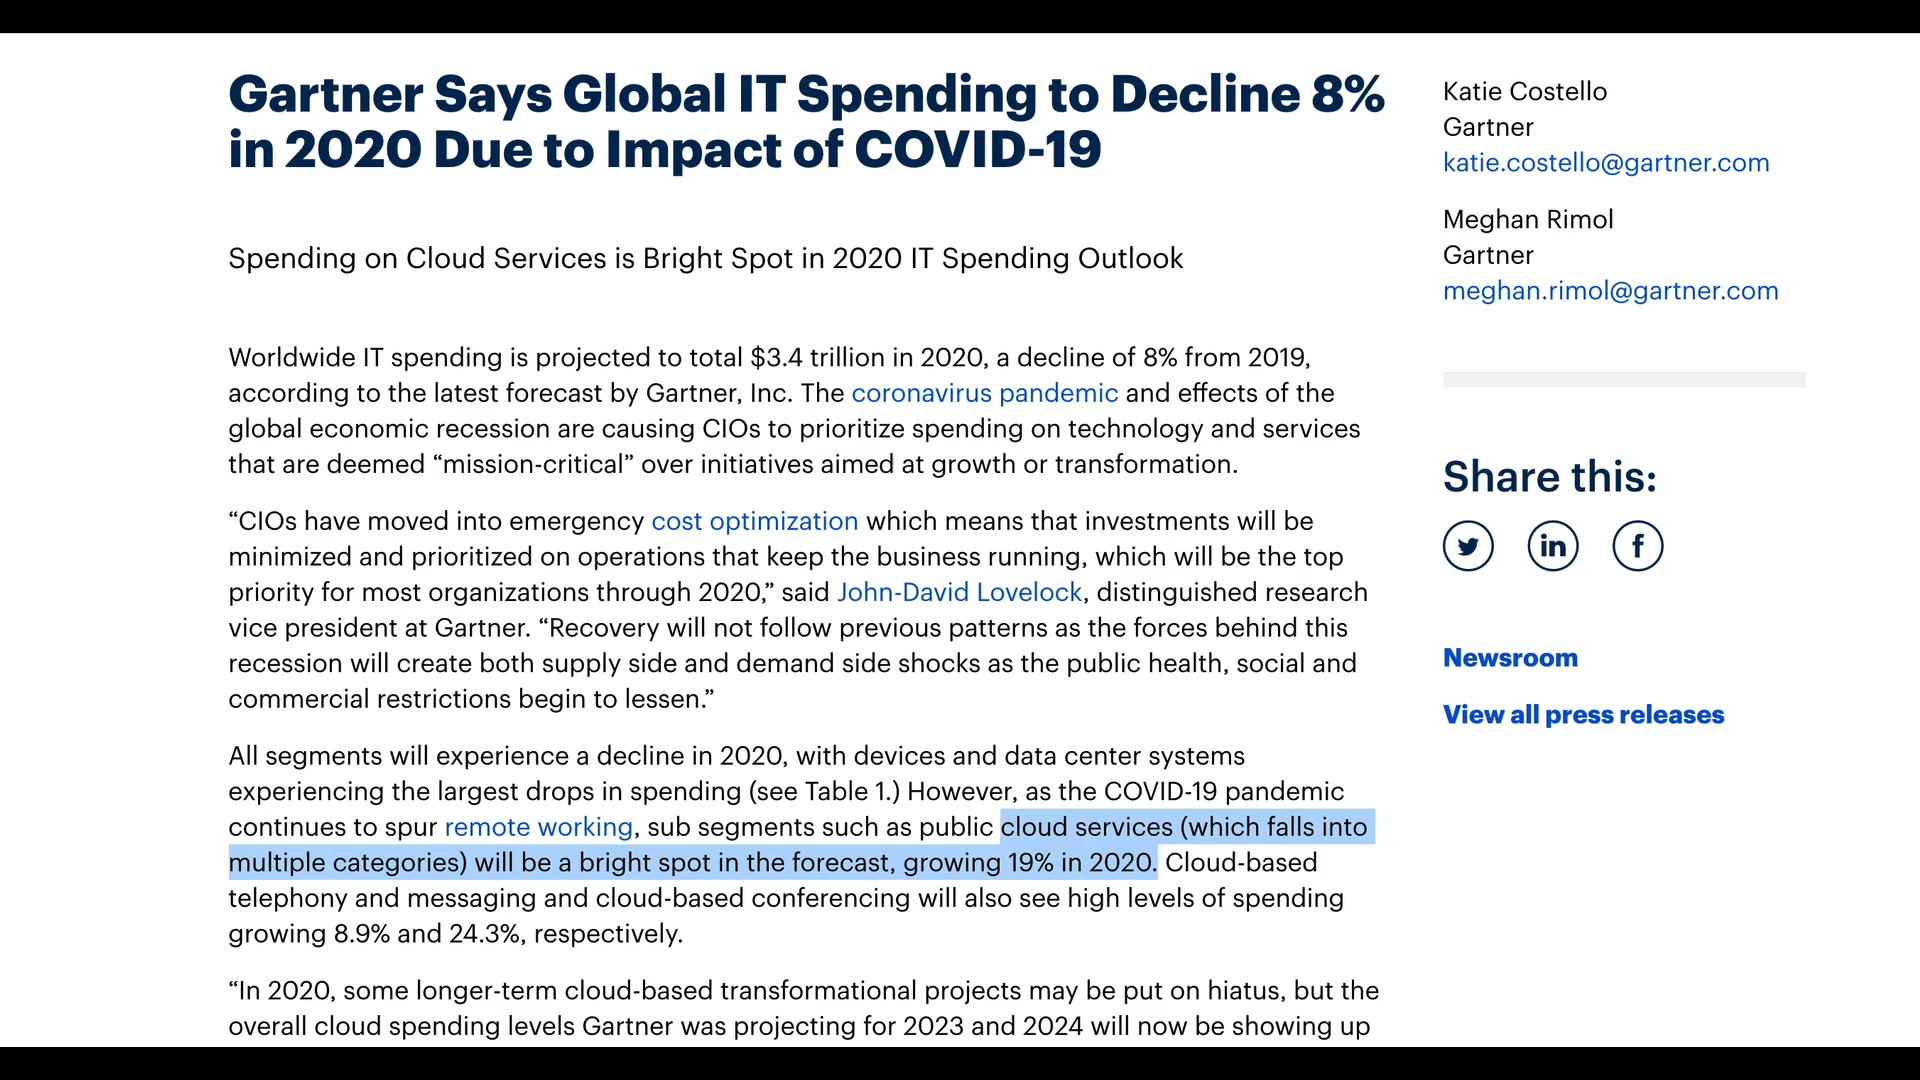 Gartner Says Global IT Spending to Decline 8%
in 2020 Due to Impact of COVID-19
Spending on Cloud Services is Bright Spot in 2020 IT Spending Outlook
Worldwide IT spending is projected to total $3.4 trillion in 2020, a decline of 8% from 2019,
according to the latest forecast by Gartner, Inc. The coronavirus pandemic and effects of the
global economic recession are causing CIOs to prioritize spending on technology and services
that are deemed “mission-critical” over initiatives aimed at growth or transformation.
“CIOs have moved into emergency cost optimization which means that investments will be
minimized and prioritized on operations that keep the business running, which will be the top
priority for most organizations through 2020,” said John-David Lovelock, distinguished research
vice president at Gartner. “Recovery will not follow previous patterns as the forces behind this
recession will create both supply side and demand side shocks as the public health, social and
commercial restrictions begin to lessen.”
All segments will experience a decline in 2020, with devices and data center systems
experiencing the largest drops in spending (see Table 1.) However, as the COVID-19 pandemic
continues to spur remote working, sub segments such as public cloud services (which falls into
multiple categories) will be a bright spot in the forecast, growing 19% in 2020. Cloud-based
telephony and messaging and cloud-based conferencing will also see high levels of spending
growing 8.9% and 24.3%, respectively.
“In 2020, some longer-term cloud-based transformational projects may be put on hiatus, but the
overall cloud spending levels Gartner was projecting for 2023 and 2024 will now be showing up
Katie Costello
Gartner
katie.costello@gartner.com
Meghan Rimol
Gartner
meghan.rimol@gartner.com
Share this:
in
f
Newsroom
View all press releases